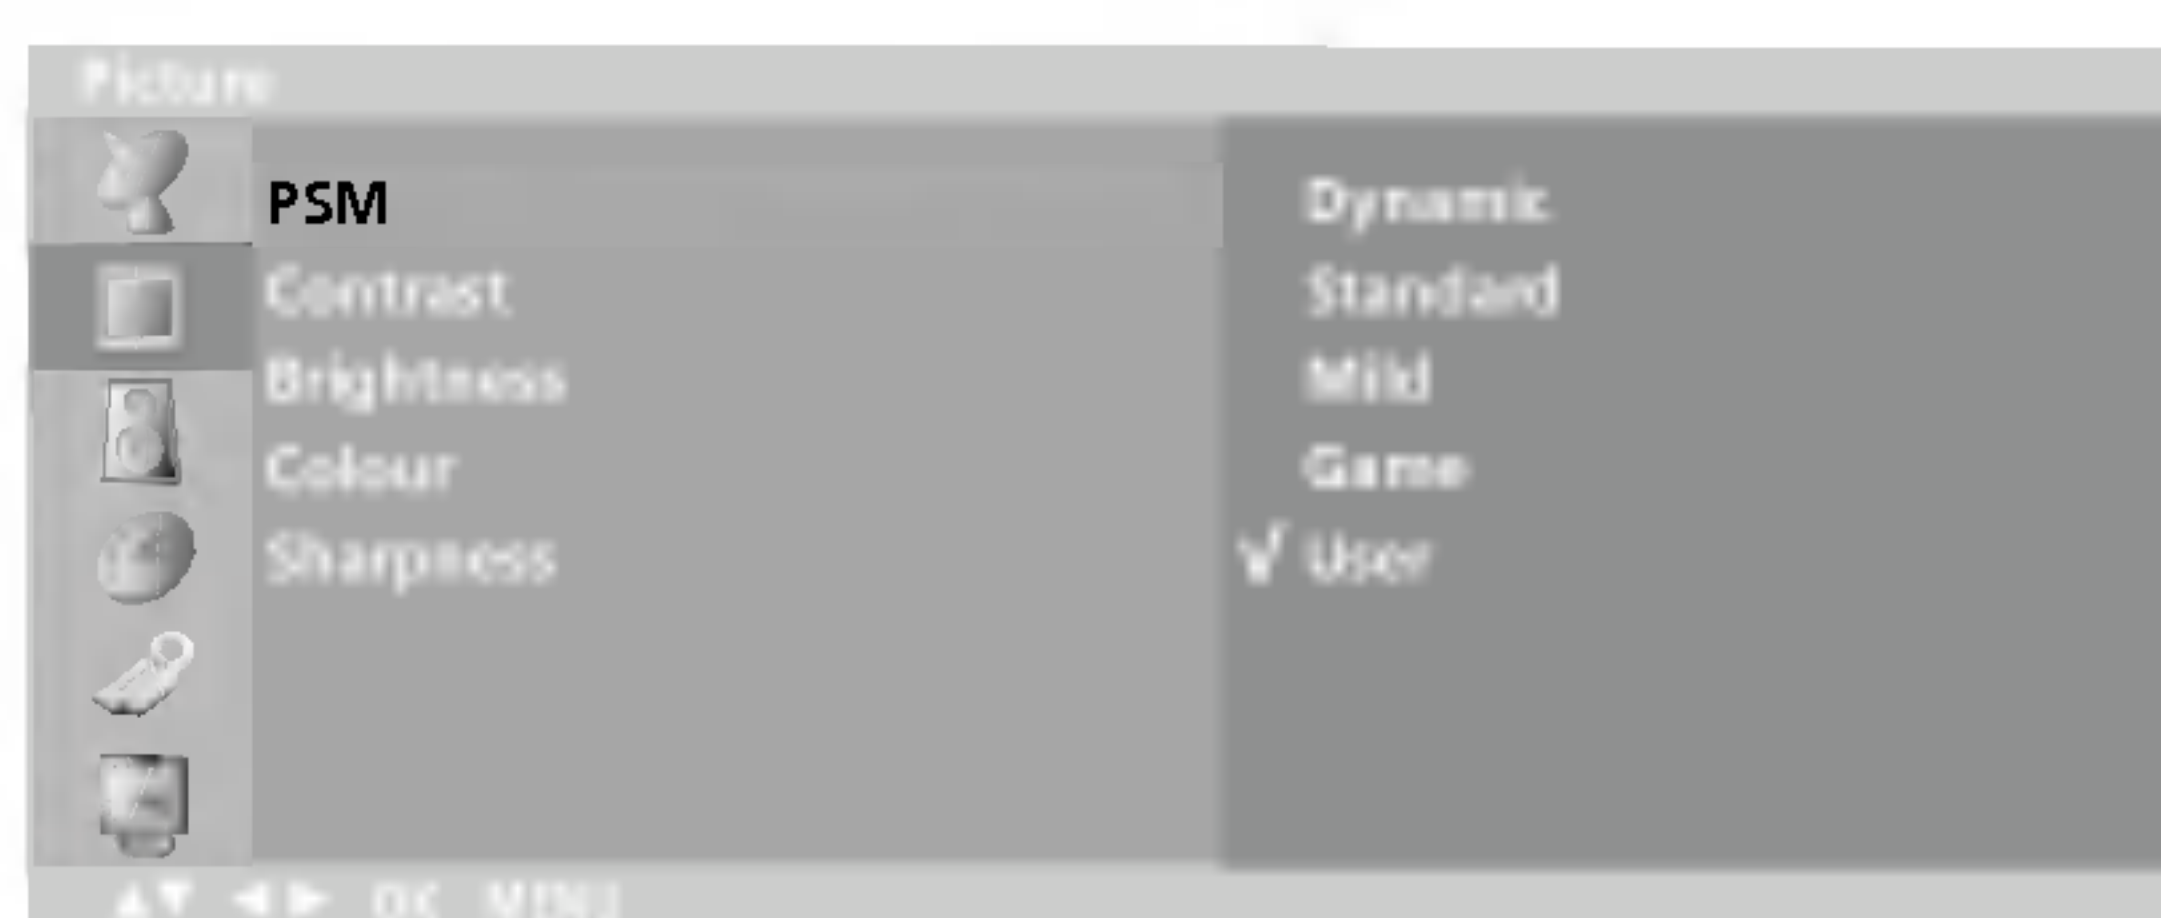 Picture
PSM
Contrast
Brightness
Colour
Sharpness
Dynamic
Standard
Mild
Game
√ User
▲▼ ◀ ▶ OK MENU